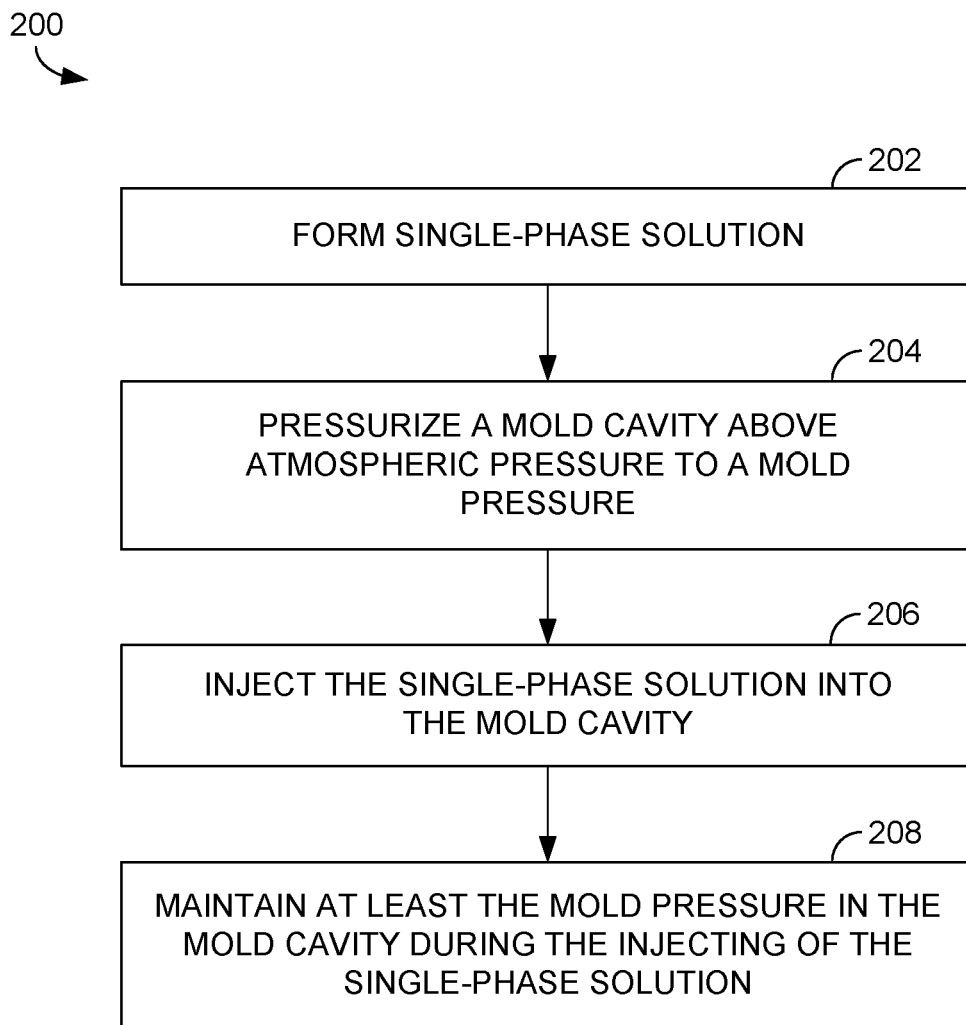 200
202
FORM SINGLE-PHASE SOLUTION
204
PRESSURIZE A MOLD CAVITY ABOVE
ATMOSPHERIC PRESSURE TO A MOLD
PRESSURE
206
INJECT THE SINGLE-PHASE SOLUTION INTO
THE MOLD CAVITY
208
MAINTAIN AT LEAST THE MOLD PRESSURE IN THE
MOLD CAVITY DURING THE INJECTING OF THE
SINGLE-PHASE SOLUTION